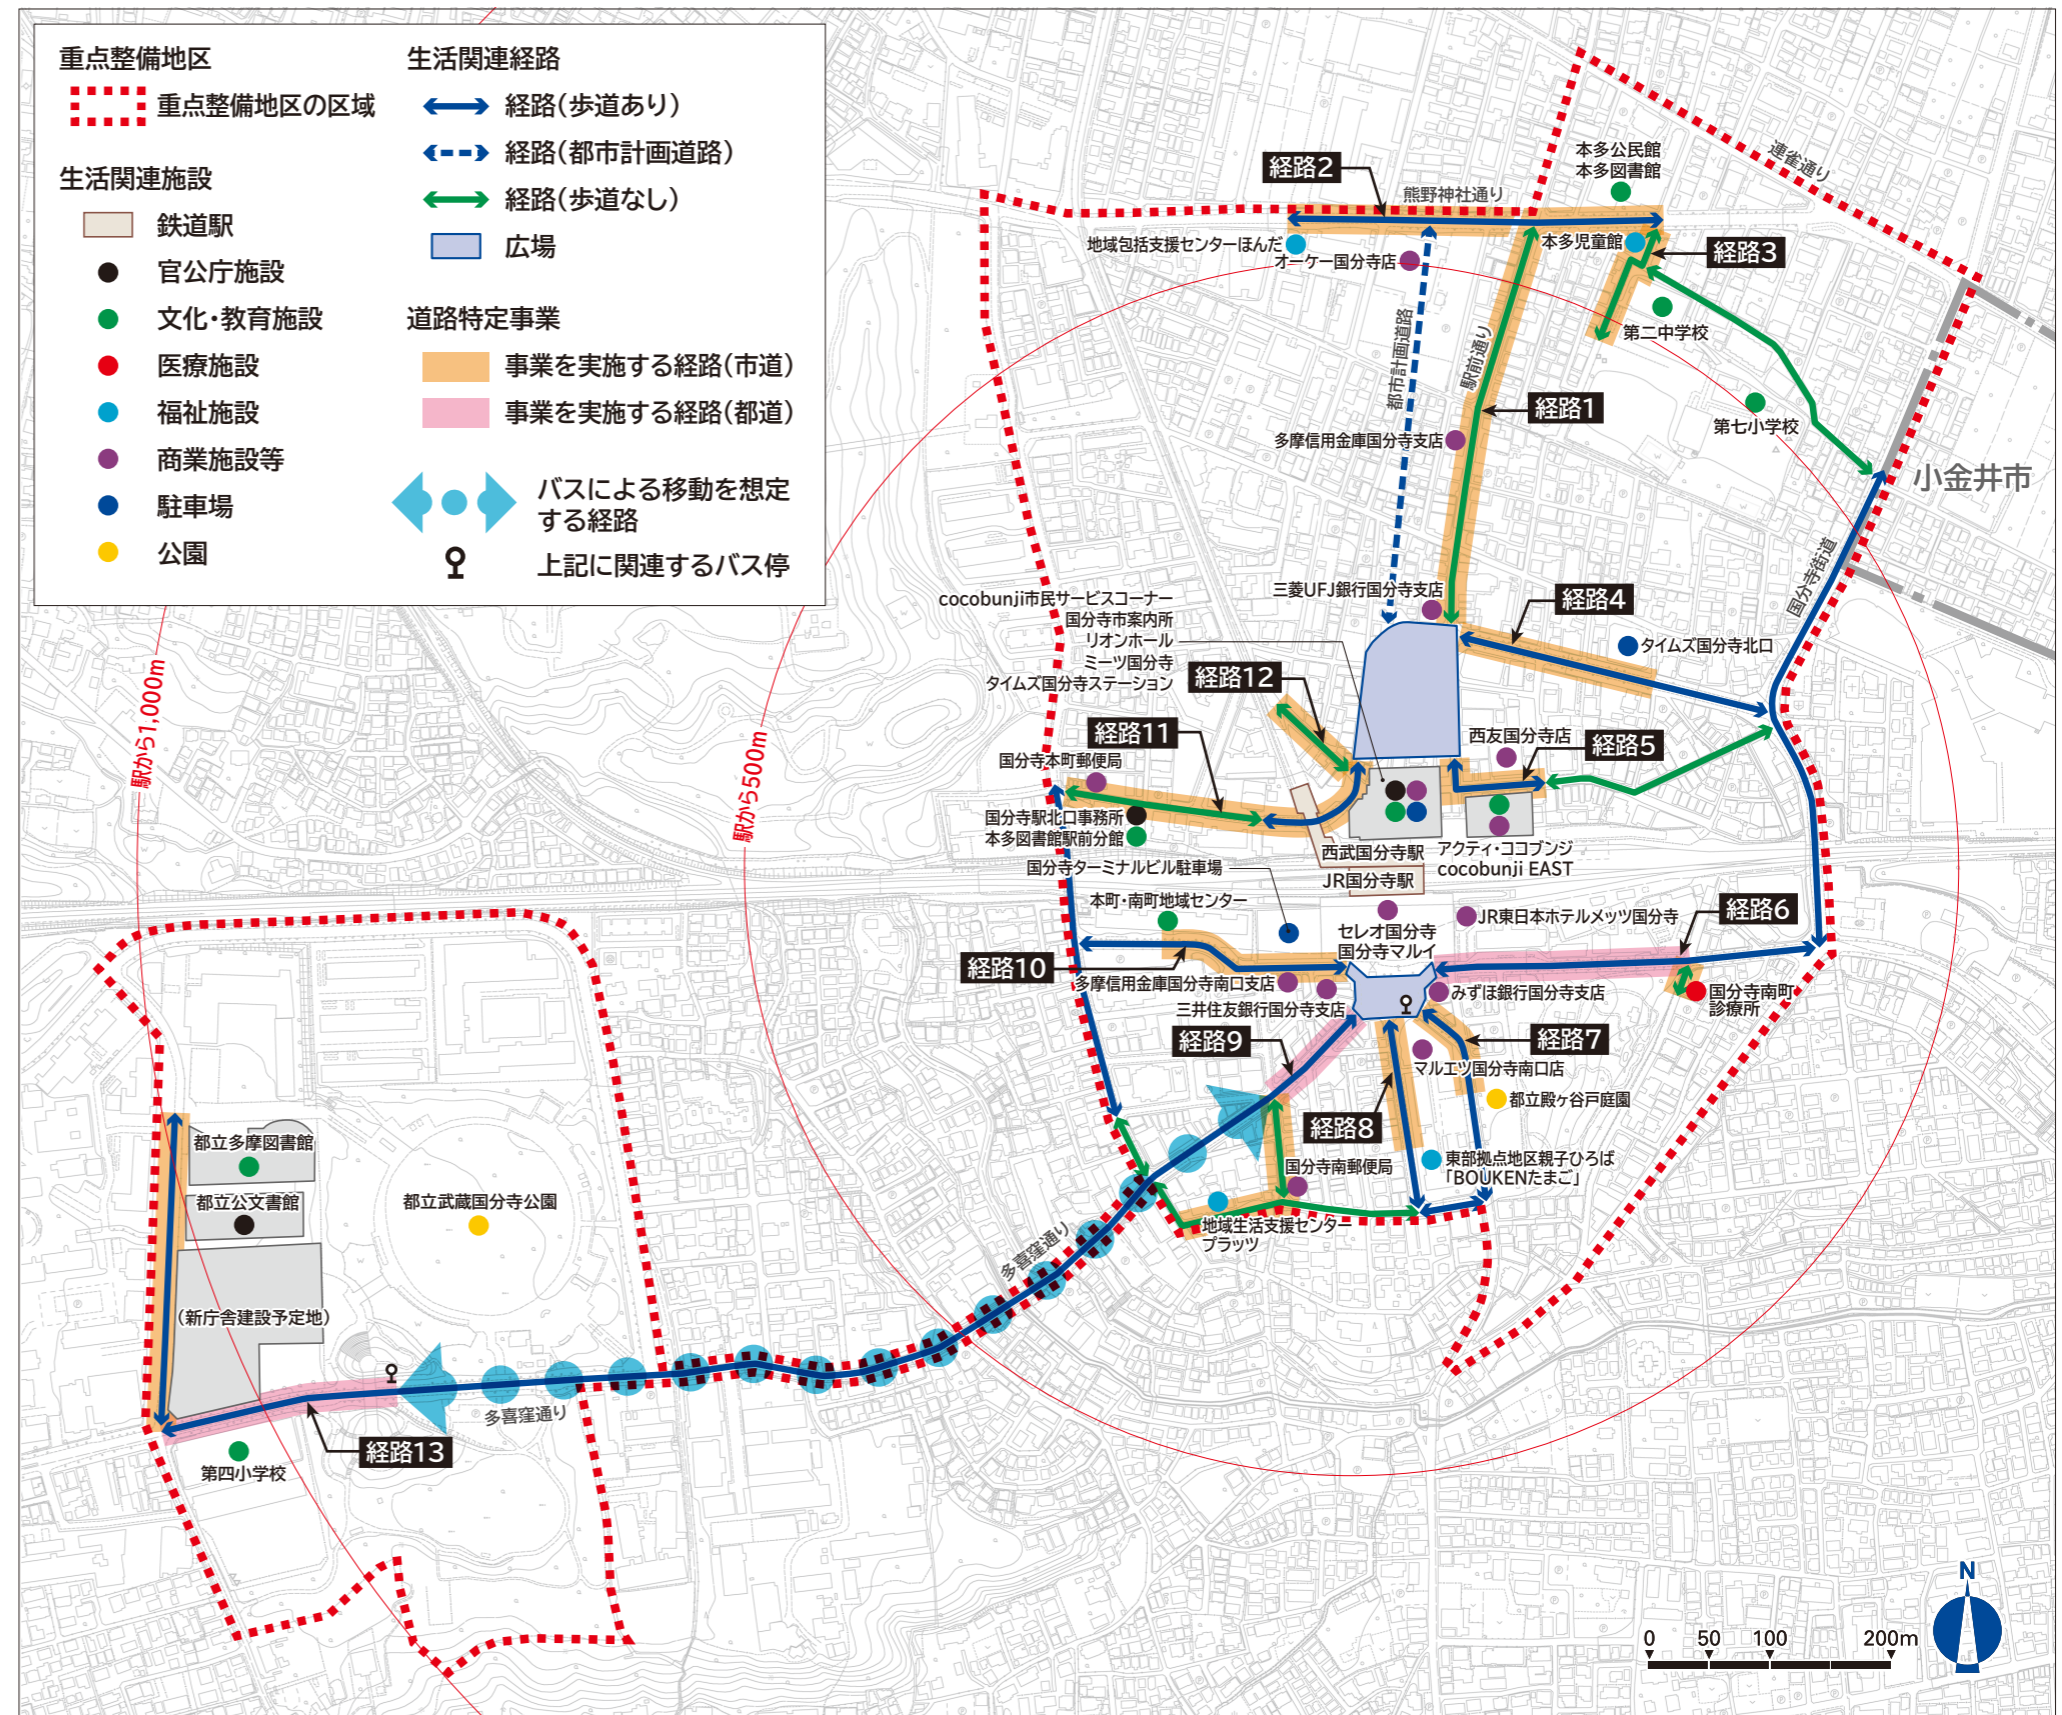 重点整備地区
重点整備地区の区域
生活関連施設
鉄道駅
官公庁施設
文化・教育施設
医療施設
福祉施設
商業施設等
駐車場
公園
生活関連経路
経路（歩道あり）
経路（都市計画道路）
経路（歩道なし）
広場
道路特定事業
事業を実施する経路（市道）
事業を実施する経路（都道）
バスによる移動を想定
する経路
上記に関連するバス停
本多公民館
本多図書館
連雀通り
経路2
熊野神社通り
地域包括支援センターほんだ
オーケー国分寺店
本多児童館
経路3
第二中学校
都市計画道路
駅前通り
経路1
第七小学校
多摩信用金庫国分寺支店
小金井市
国分寺街道
三菱UFJ銀行国分寺支店
cocobunji市民サービスコーナー
国分寺市案内所
リオンホール
ミーツ国分寺
タイムズ国分寺ステーション
経路4
タイムズ国分寺北口
経路12
経路11
西友国分寺店
経路5
国分寺本町郵便局
国分寺駅北口事務所
本多図書館駅前分館
西武国分寺駅
アクティ・ココブンジ
cocobunji EAST
国分寺ターミナルビル駐車場
JR国分寺駅
本町・南町地域センター
セレオ国分寺
国分寺マルイ
JR東日本ホテルメッツ国分寺
経路6
経路10
多摩信用金庫国分寺南口支店
三井住友銀行国分寺支店
みずほ銀行国分寺支店
国分寺南町
診療所
経路9
経路7
マルエツ国分寺南口店
都立殿ヶ谷戸庭園
経路8
国分寺南郵便局
東部拠点地区親子ひろば
「BOUKENたまご」
地域生活支援センター
プラッツ
多喜窪通り
駅から1,000m
駅から500m
都立多摩図書館
都立公文書館
都立武蔵国分寺公園
（新庁舎建設予定地）
多喜窪通り
経路13
第四小学校
N
0 50 100 200m